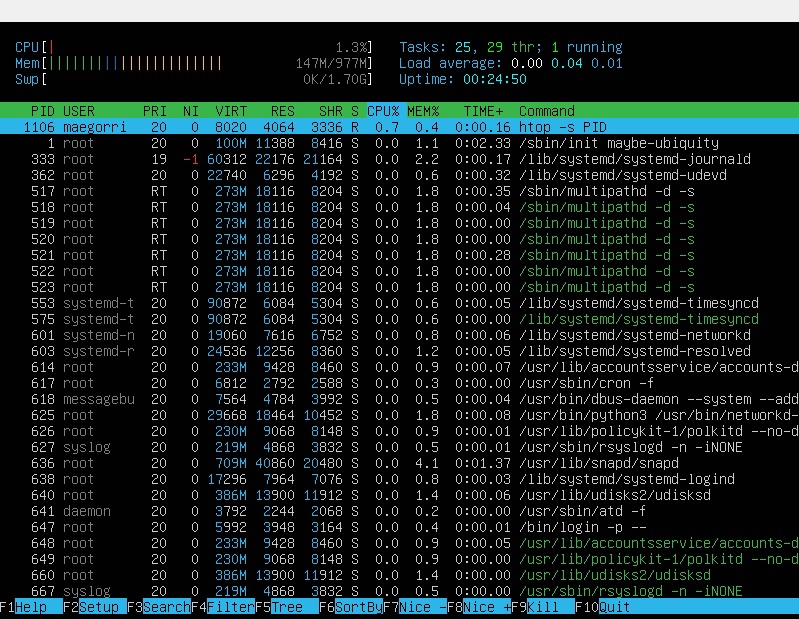 CPU[| 1.3%] Tasks: 25, 29 thr; 1 running
Mem[|||||||||||||||||||||| 147M/977M] Load average: 0.00 0.04 0.01
Swp[ 0K/1.70G] Uptime: 00:24:50
PID USER PRI NI VIRT RES SHR S CPU% MEM% TIME+ Command
1106 maegorri 20 0 8020 4064 3336 R 0.7 0.4 0:00.16 htop -s PID
1 root 20 0 100M 11388 8416 S 0.0 1.1 0:02.33 /sbin/init maybe-ubiquity
333 root 19 -1 60312 22176 21164 S 0.0 2.2 0:00.17 /lib/systemd/systemd-journald
362 root 20 0 22740 6296 4192 S 0.0 0.6 0:00.32 /lib/systemd/systemd-udevd
517 root RT 0 273M 18116 8204 S 0.0 1.8 0:00.35 /sbin/multipathd -d -s
518 root RT 0 273M 18116 8204 S 0.0 1.8 0:00.04 /sbin/multipathd -d -s
519 root RT 0 273M 18116 8204 S 0.0 1.8 0:00.00 /sbin/multipathd -d -s
520 root RT 0 273M 18116 8204 S 0.0 1.8 0:00.00 /sbin/multipathd -d -s
521 root RT 0 273M 18116 8204 S 0.0 1.8 0:00.28 /sbin/multipathd -d -s
522 root RT 0 273M 18116 8204 S 0.0 1.8 0:00.00 /sbin/multipathd -d -s
523 root RT 0 273M 18116 8204 S 0.0 1.8 0:00.00 /sbin/multipathd -d -s
553 systemd-t 20 0 90872 6084 5304 S 0.0 0.6 0:00.05 /lib/systemd/systemd-timesyncd
575 systemd-t 20 0 90872 6084 5304 S 0.0 0.6 0:00.00 /lib/systemd/systemd-timesyncd
601 systemd-n 20 0 19060 7616 6752 S 0.0 0.8 0:00.06 /lib/systemd/systemd-networkd
603 systemd-r 20 0 24536 12256 8360 S 0.0 1.2 0:00.05 /lib/systemd/systemd-resolved
614 root 20 0 233M 9428 8460 S 0.0 0.9 0:00.07 /usr/lib/accountsservice/accounts-d
617 root 20 0 6812 2792 2588 S 0.0 0.3 0:00.00 /usr/sbin/cron -f
618 messagebu 20 0 7564 4784 3992 S 0.0 0.5 0:00.04 /usr/bin/dbus-daemon --system --add
625 root 20 0 29668 18464 10452 S 0.0 1.8 0:00.08 /usr/bin/python3 /usr/bin/network­d-
626 root 20 0 230M 9068 8148 S 0.0 0.9 0:00.01 /usr/lib/policykit-1/polkitd --no-d
627 syslog 20 0 219M 4868 3832 S 0.0 0.5 0:00.01 /usr/sbin/rsyslogd -n -iNONE
636 root 20 0 709M 40860 20480 S 0.0 4.1 0:01.37 /usr/lib/snapd/snapd
638 root 20 0 17296 7964 7076 S 0.0 0.8 0:00.03 /lib/systemd/systemd-logind
640 root 20 0 386M 13900 11912 S 0.0 1.4 0:00.06 /usr/lib/udisks2/udisksd
641 daemon 20 0 3792 2244 2068 S 0.0 0.2 0:00.00 /usr/sbin/atd -f
647 root 20 0 5992 3948 3164 S 0.0 0.4 0:00.01 /bin/login -p --
648 root 20 0 233M 9428 8460 S 0.0 0.9 0:00.05 /usr/lib/accountsservice/accounts-d
649 root 20 0 230M 9068 8148 S 0.0 0.9 0:00.00 /usr/lib/policykit-1/polkitd --no-d
660 root 20 0 386M 13900 11912 S 0.0 1.4 0:00.00 /usr/lib/udisks2/udisksd
667 syslog 20 0 219M 4868 3832 S 0.0 0.5 0:00.00 /usr/sbin/rsyslogd -n -iNONE
F1Help F2Setup F3SearchF4FilterF5Tree F6SortByF7Nice -F8Nice +F9Kill F10Quit